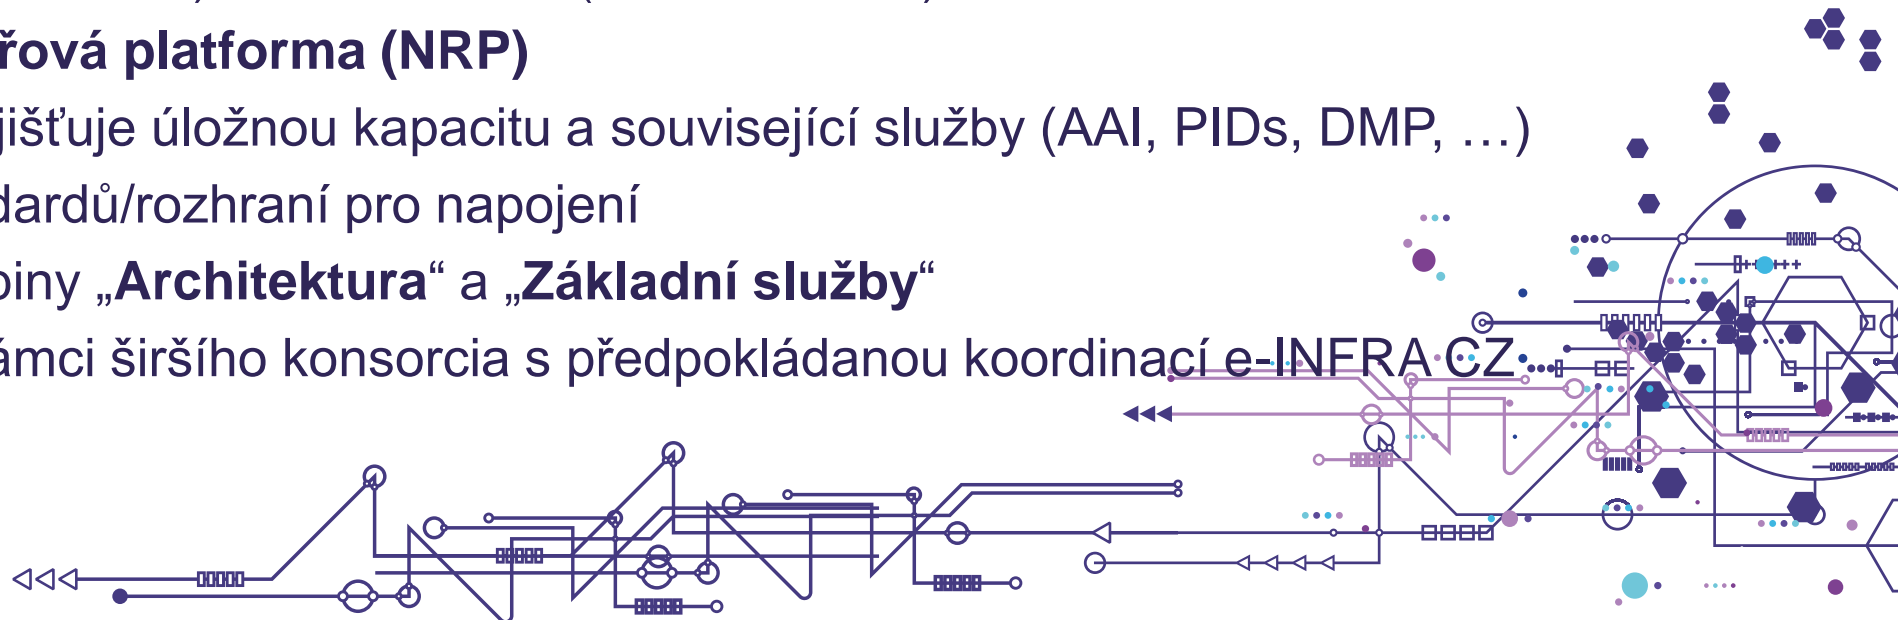 řová platforma (NRP)
jišťuje úložnou kapacitu a související služby (AAI, PIDs, DMP, …)
dardů/rozhraní pro napojení
piny „Architektura“ a „Základní služby“
ámci širšího konsorcia s předpokládanou koordinací e-INFRA CZ